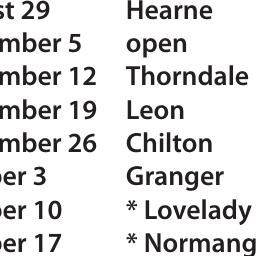 st 29 Hearne
mber 5 open
mber 12 Thorndale
mber 19 Leon
mber 26 Chilton
er 3 Granger
er 10 * Lovelady
er 17 * Normang